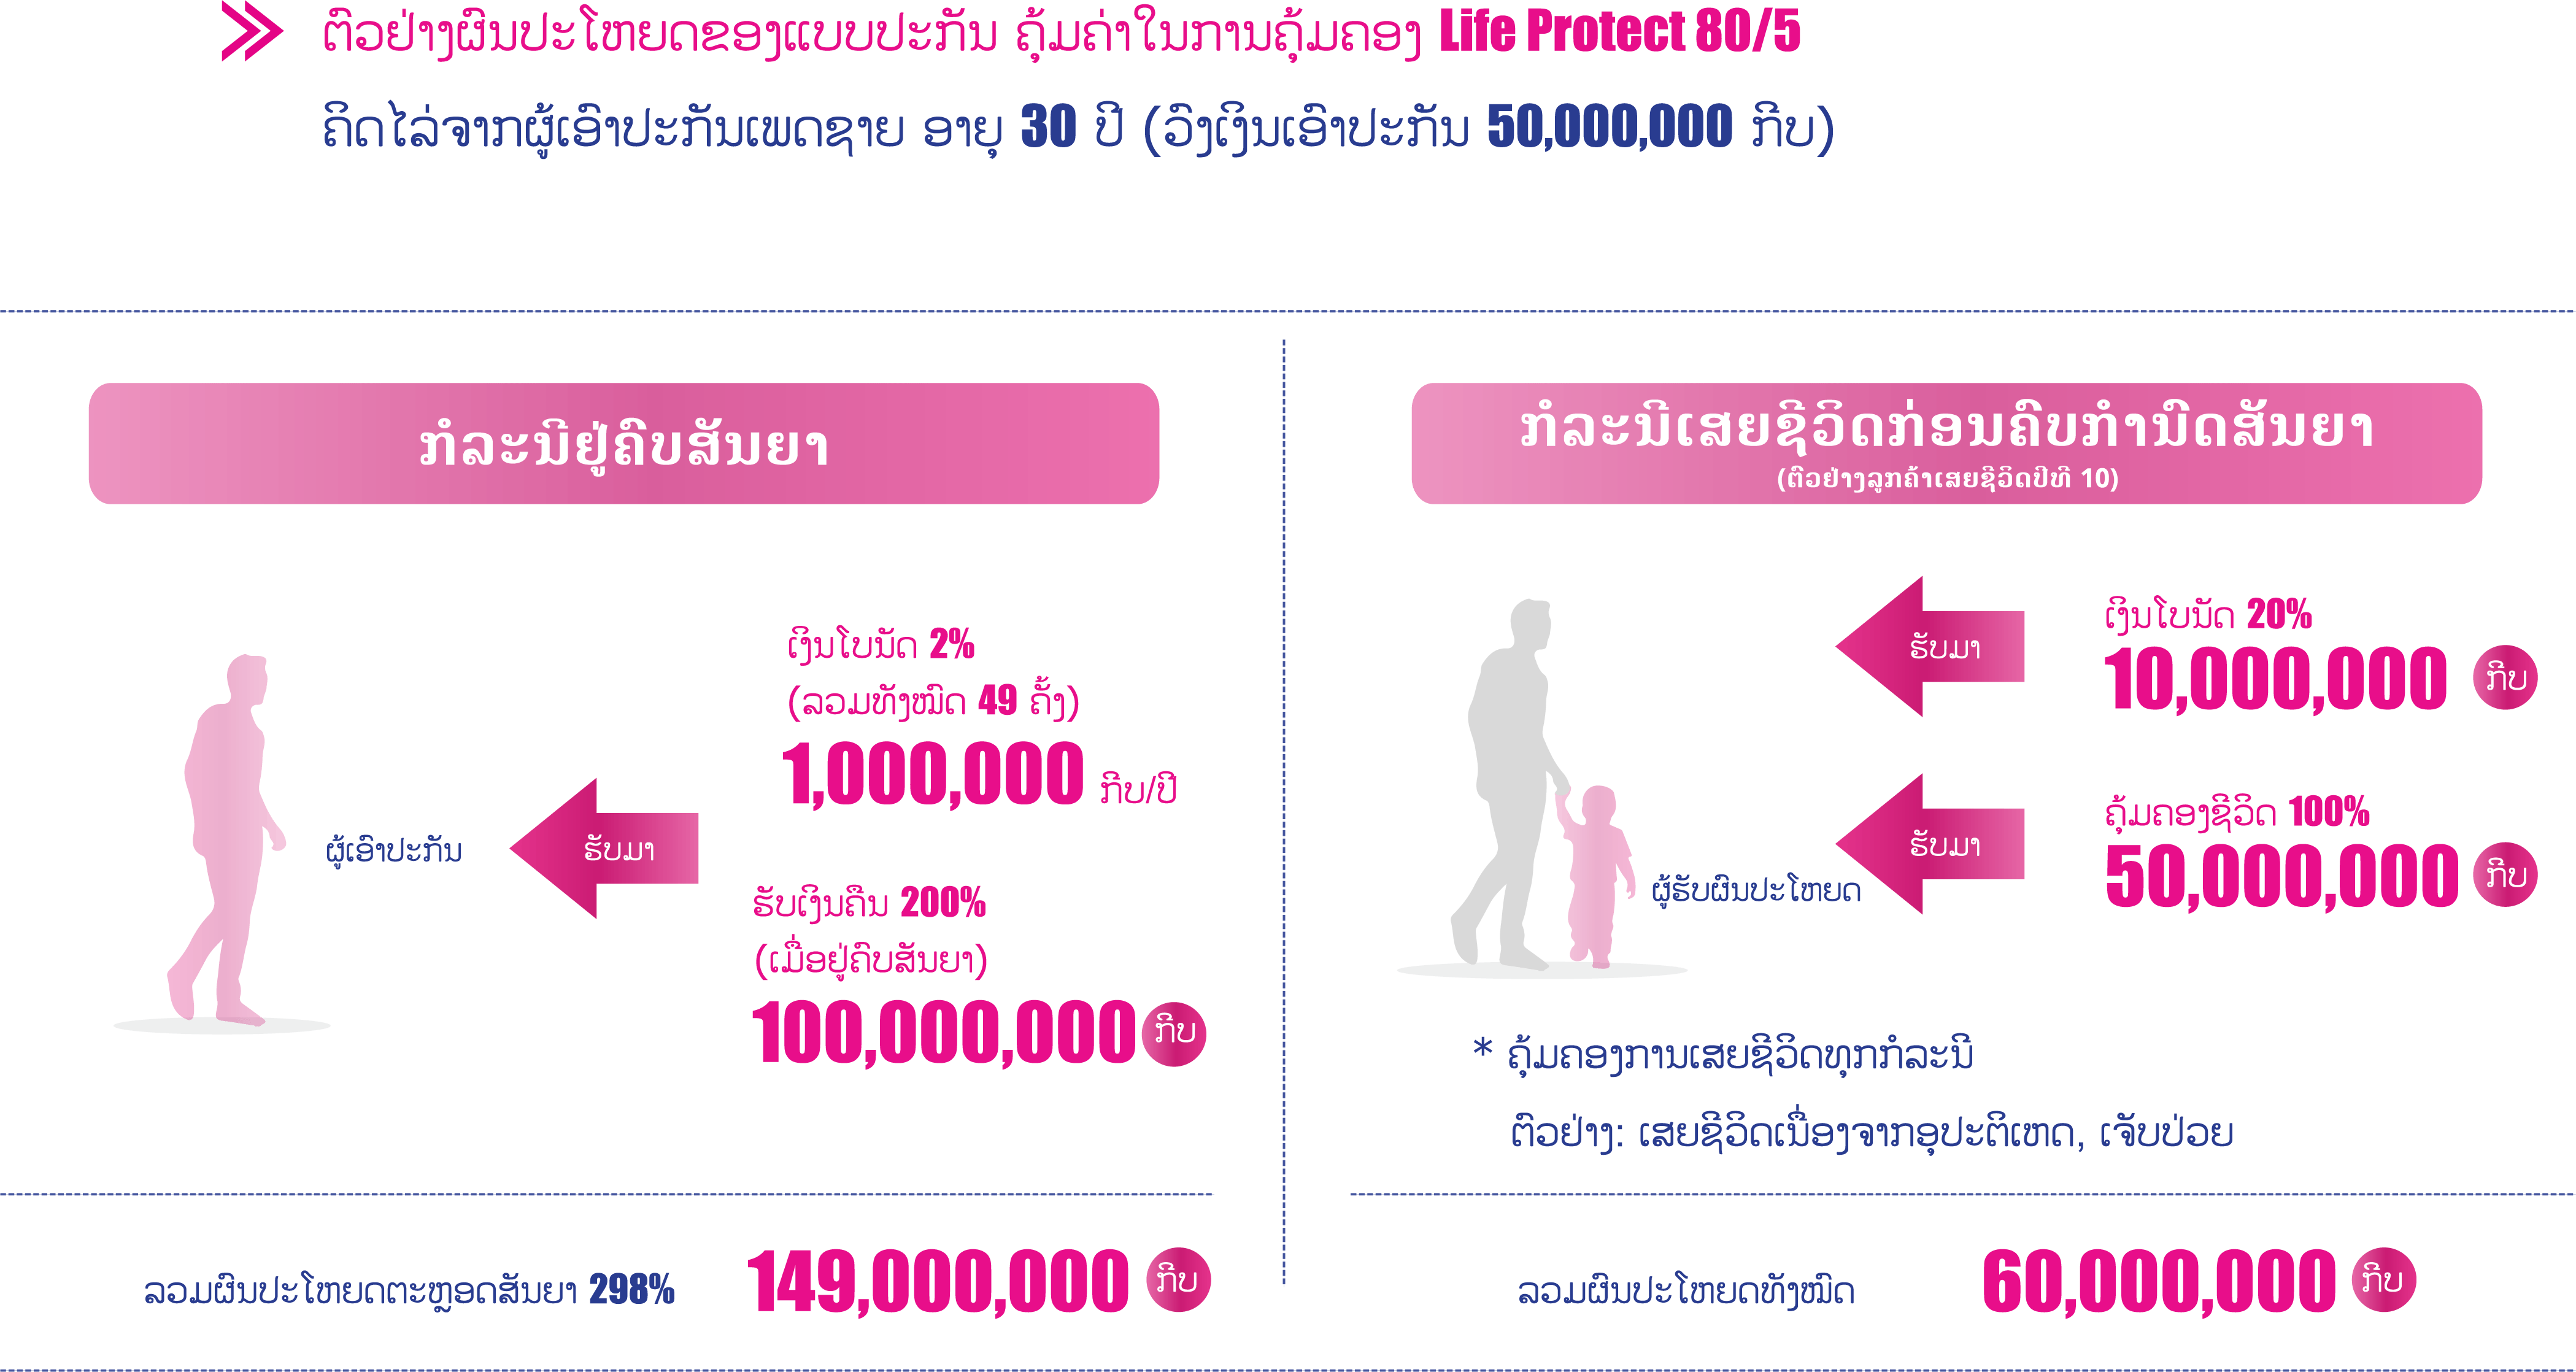 ຕົວຢ່າງຜົນປະໂຫຍດຂອງແບບປະກັນ ຄຸ້ມຄ່າໃນການຄຸ້ມຄອງ Life Protect 80/5
ຄິດໄລ່ຈາກຜູ້ເອົາປະກັນເພດຊາຍ ອາຍຸ 30 ປີ (ວົງເງິນເອົາປະກັນ 50,000,000 ກີບ)
ກໍລະນີຢູ່ຄົບສັນຍາ
ເງິນໂບນັດ 2%
(ລວມທັງໝົດ 49 ຄັ້ງ)
1,000,000 ກີບ/ປີ
ຜູ້ເອົາປະກັນ
ຮັບມາ
ຮັບເງິນຄືນ 200%
(ເມື່ອຢູ່ຄົບສັນຍາ)
100,000,000 ກີບ
ລວມຜົນປະໂຫຍດຕະຫຼອດສັນຍາ 298% 149,000,000 ກີບ
ກໍລະນີເສຍຊີວິດກ່ອນຄົບກຳນົດສັນຍາ
(ຕົວຢ່າງລູກຄ້າເສຍຊີວິດປີທີ 10)
ຮັບມາ
ເງິນໂບນັດ 20%
10,000,000 ກີບ
ຜູ້ຮັບຜົນປະໂຫຍດ
ຮັບມາ
ຄຸ້ມຄອງຊີວິດ 100%
50,000,000 ກີບ
* ຄຸ້ມຄອງການເສຍຊີວິດທຸກກໍລະນີ
ຕົວຢ່າງ: ເສຍຊີວິດເນື່ອງຈາກອຸປະຕິເຫດ, ເຈັບປ່ວຍ
ລວມຜົນປະໂຫຍດທັງໝົດ 60,000,000 ກີບ